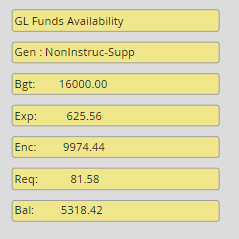 GL Funds Availability
Gen : NonInstruc-Supp
Bgt: 16000.00
Exp: 625.56
Enc: 9974.44
Req: 81.58
Bal: 5318.42